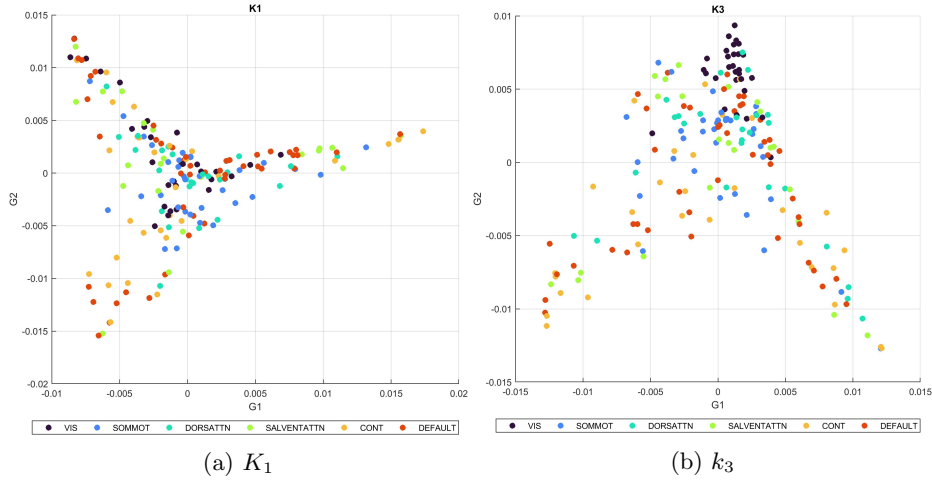 K1
0.015
0.01
0.005
0
-0.005
-0.01
-0.015
-0.02
G2
-0.01 -0.005 0 0.005 0.01 0.015 0.02
G1
VIS SOMMOT DORSATTN SALVENTATTN CONT DEFAULT
(a) K₁
K3
0.01
0.005
0
-0.005
-0.01
-0.015
G2
-0.015 -0.01 -0.005 0 0.005 0.01 0.015
G1
VIS SOMMOT DORSATTN SALVENTATTN CONT DEFAULT
(b) k₃